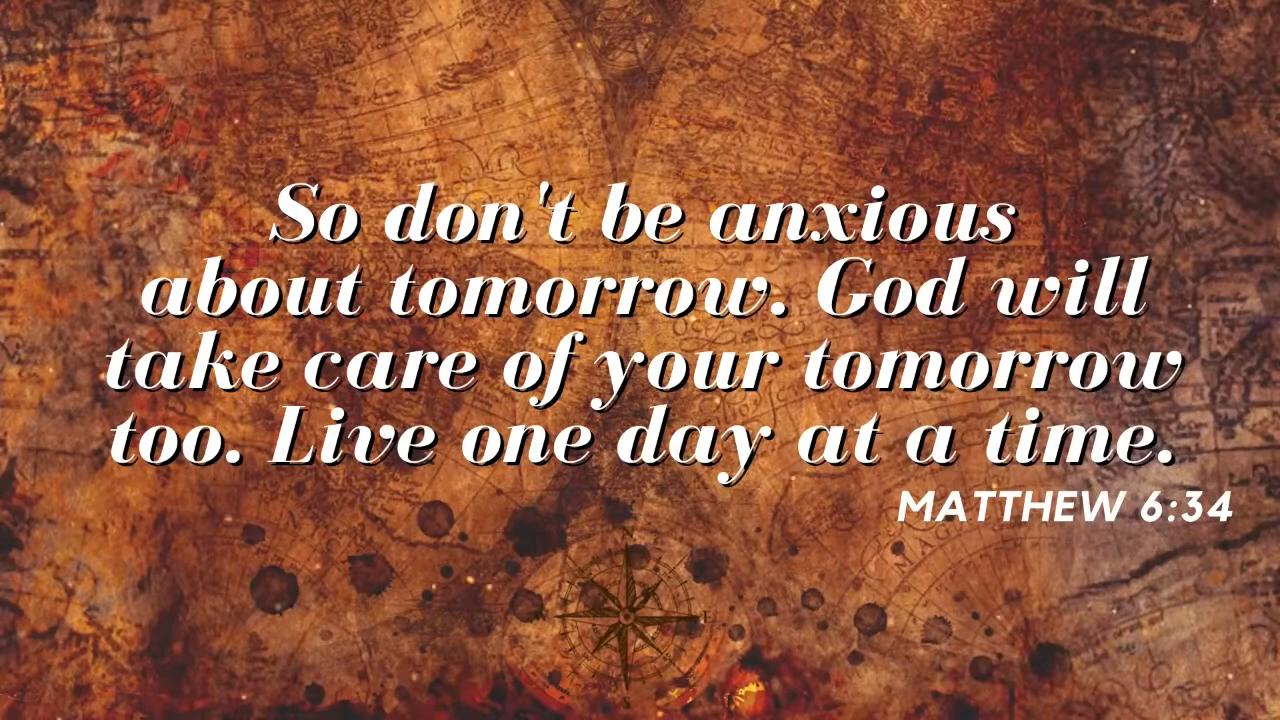 So don't be anxious
about tomorrow. God will
take care of your tomorrow
too. Live one day at a time.
MATTHEW 6:34